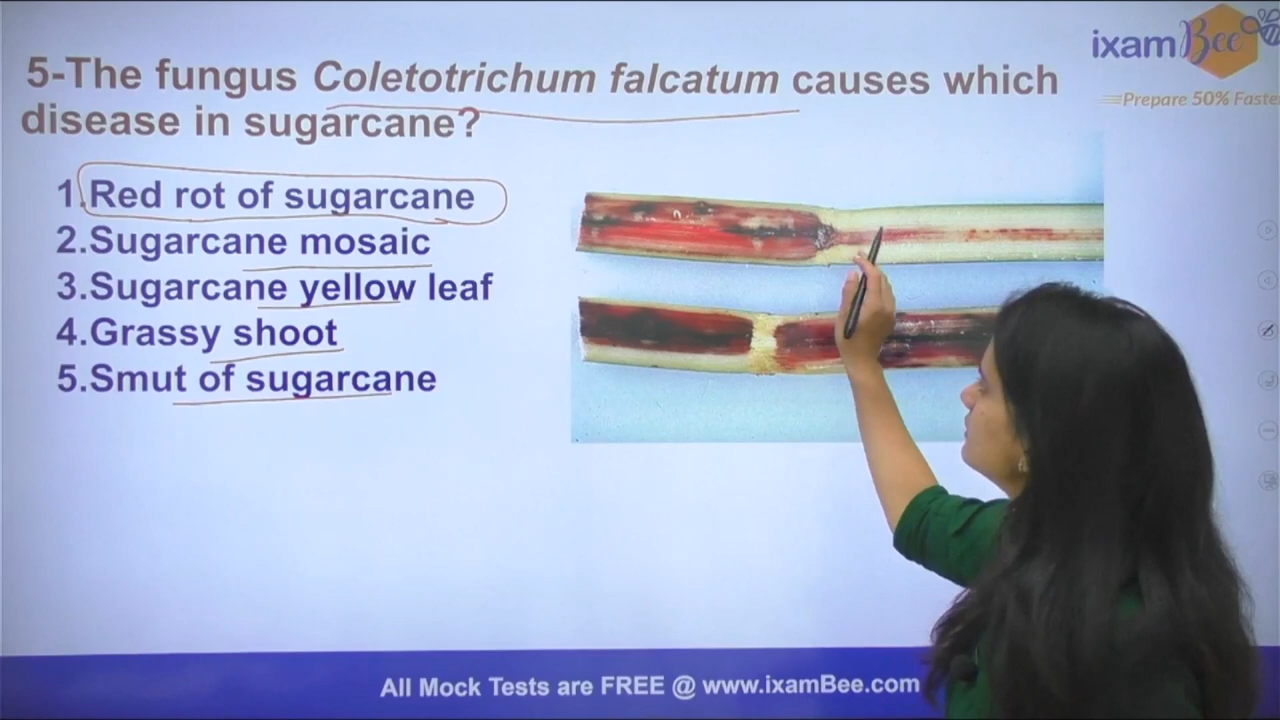 ixamBee
Prepare 50% Faste
5-The fungus Coletotrichum falcatum causes which
disease in sugarcane?
1.Red rot of sugarcane
2.Sugarcane mosaic
3.Sugarcane yellow leaf
4.Grassy shoot
5.Smut of sugarcane
All Mock Tests are FREE @ www.ixamBee.com